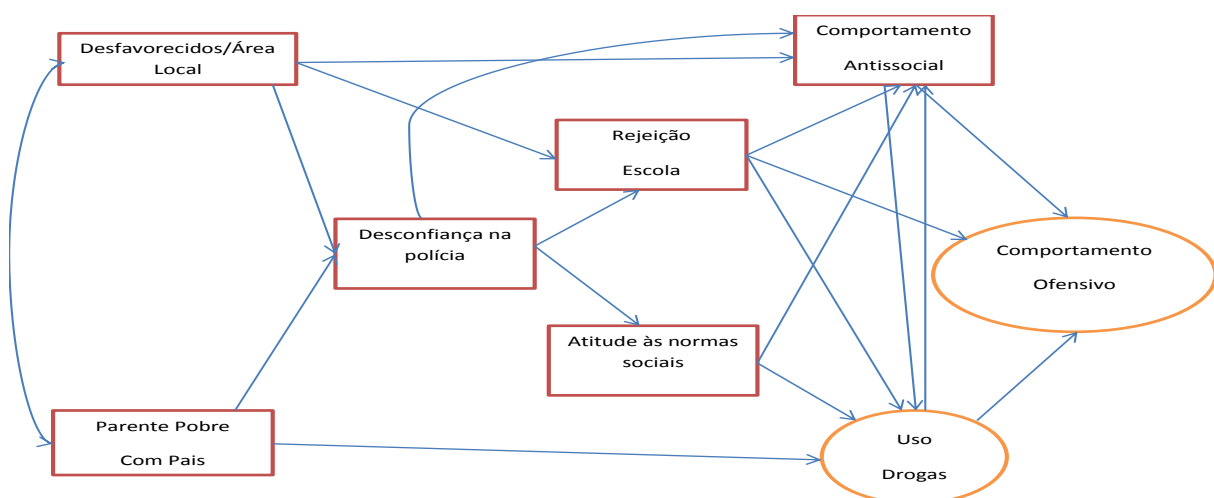 Desfavorecidos/Área
Local
Comportamento
Antissocial
Rejeição
Escola
Desconfiança na
polícia
Comportamento
Ofensivo
Atitude às normas
sociais
Parente Pobre
Com Pais
Uso
Drogas